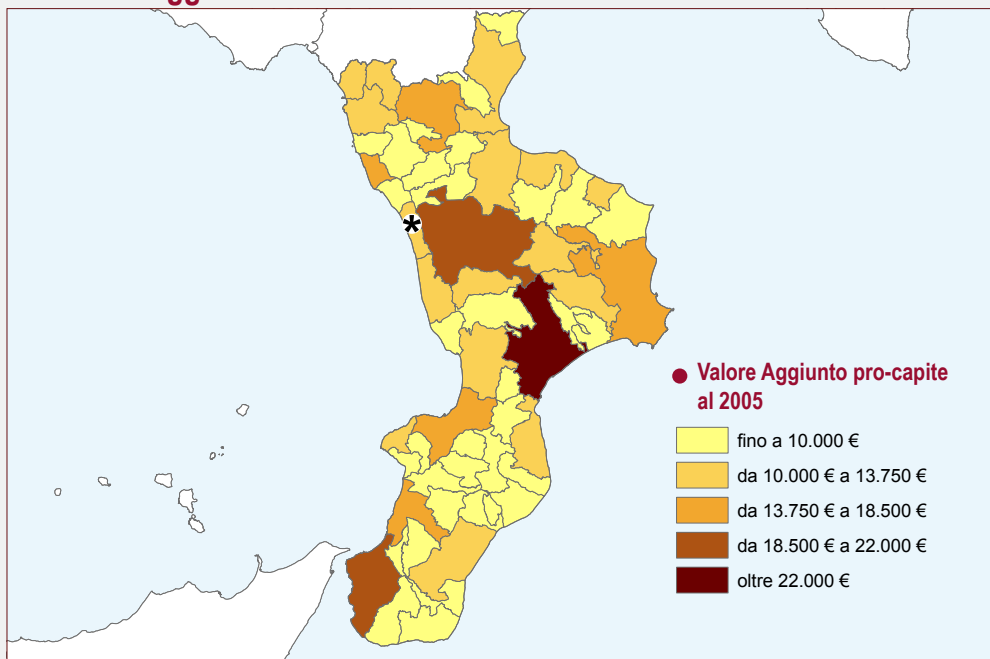 Valore Aggiunto pro-capite
al 2005
fino a 10.000 €
da 10.000 € a 13.750 €
da 13.750 € a 18.500 €
da 18.500 € a 22.000 €
oltre 22.000 €
*